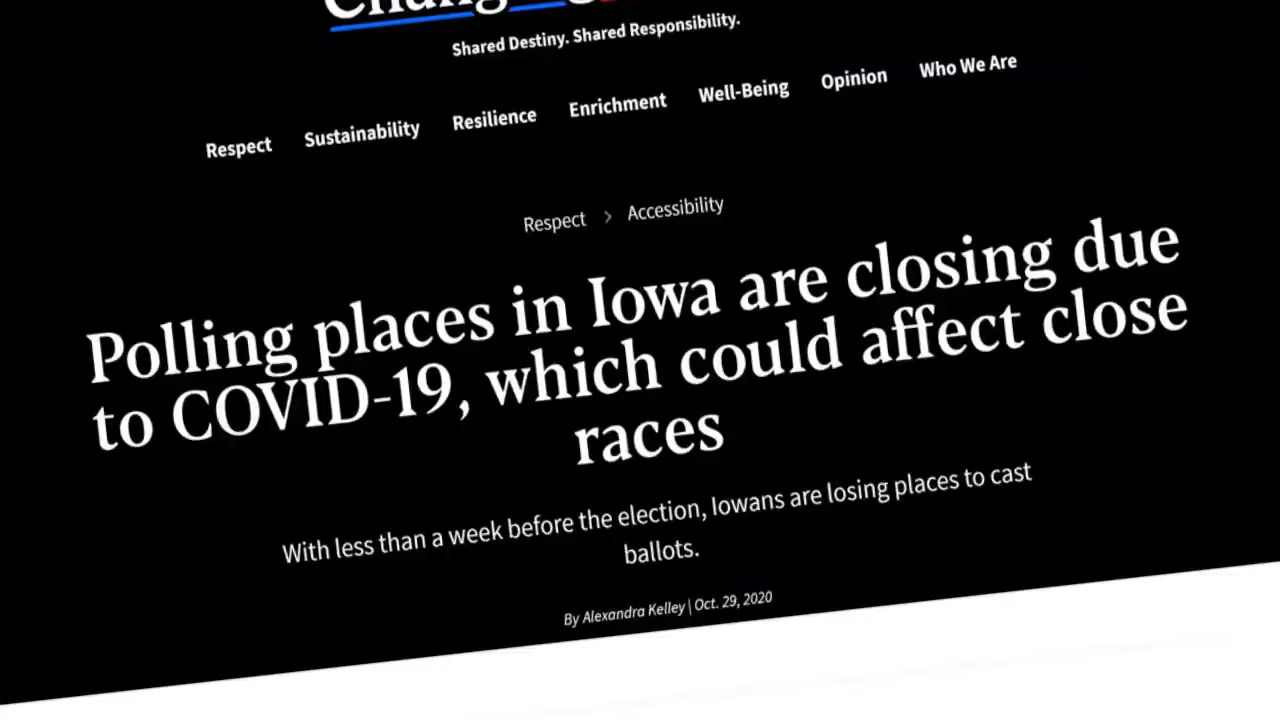 Shared Destiny. Shared Responsibility.
Respect Sustainability Resilience Enrichment Well-Being Opinion Who We Are
Respect > Accessibility
Polling places in Iowa are closing due
to COVID-19, which could affect close
races
With less than a week before the election, Iowans are losing places to cast
ballots.
By Alexandra Kelley | Oct. 29, 2020